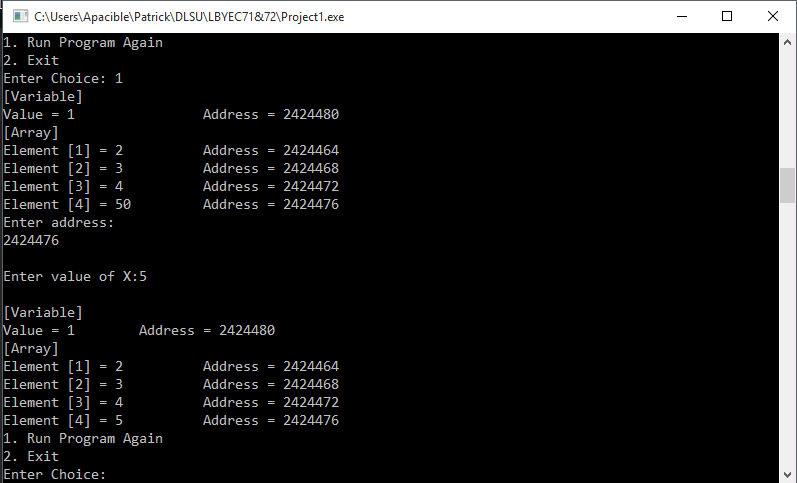 C:\Users\Apacible\Patrick\DLSU\LBYEC71&72\Project1.exe
1. Run Program Again
2. Exit
Enter Choice: 1
[Variable]
Value = 1 Address = 2424480
[Array]
Element [1] = 2 Address = 2424464
Element [2] = 3 Address = 2424468
Element [3] = 4 Address = 2424472
Element [4] = 50 Address = 2424476
Enter address:
2424476
Enter value of X:5
[Variable]
Value = 1 Address = 2424480
[Array]
Element [1] = 2 Address = 2424464
Element [2] = 3 Address = 2424468
Element [3] = 4 Address = 2424472
Element [4] = 5 Address = 2424476
1. Run Program Again
2. Exit
Enter Choice: